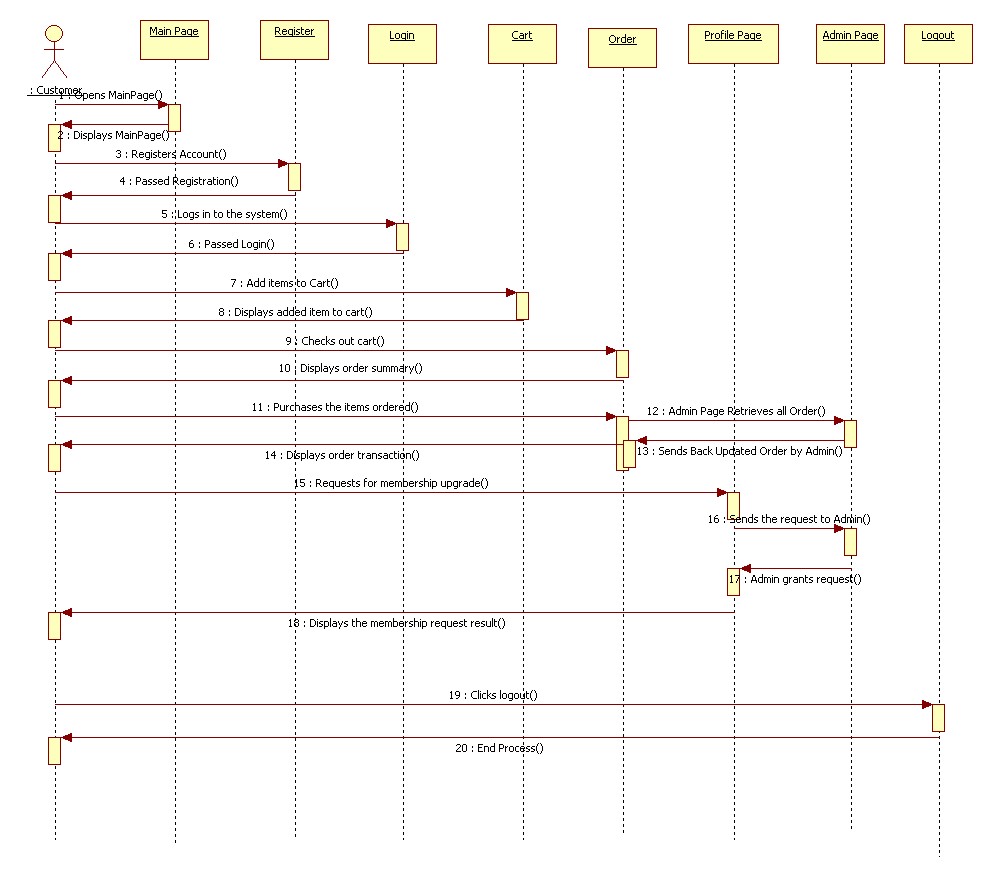 Main Page
Register
Login
Cart
Order
Profile Page
Admin Page
Logout
: Customer
1 : Opens MainPage()
2 : Displays MainPage()
3 : Registers Account()
4 : Passed Registration()
5 : Logs in to the system()
6 : Passed Login()
7 : Add items to Cart()
8 : Displays added item to cart()
9 : Checks out cart()
10 : Displays order summary()
11 : Purchases the items ordered()
12 : Admin Page Retrieves all Order()
13 : Sends Back Updated Order by Admin()
14 : Displays order transaction()
15 : Requests for membership upgrade()
16 : Sends the request to Admin()
17 : Admin grants request()
18 : Displays the membership request result()
19 : Clicks logout()
20 : End Process()